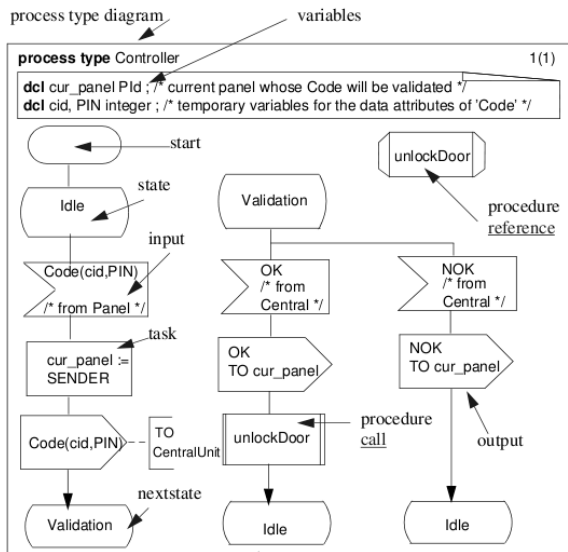 process type diagram
variables
process type Controller
1(1)
dcl cur_panel PId ; /* current panel whose Code will be validated */
dcl cid, PIN integer ; /* temporary variables for the data attributes of 'Code' */
start
unlockDoor
Idle
state
Validation
procedure
reference
input
Code(cid,PIN)
/* from Panel */
OK
/* from
Central */
NOK
/* from
Central */
task
cur_panel :=
SENDER
OK
TO cur_panel
NOK
TO cur_panel
Code(cid,PIN)
TO
CentralUnit
unlockDoor
procedure
call
output
nextstate
Validation
Idle
Idle